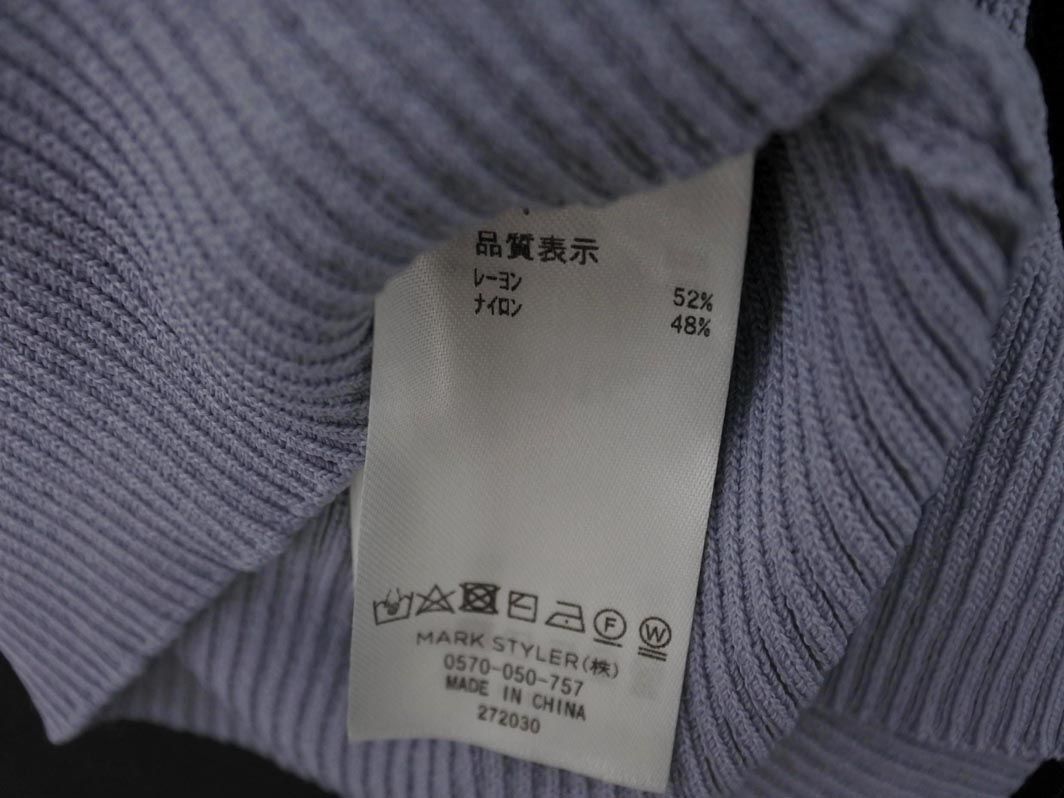 品質表示
レーヨン 52%
ナイロン 48%
F W
MARK STYLER(株)
0570-050-757
MADE IN CHINA
272030